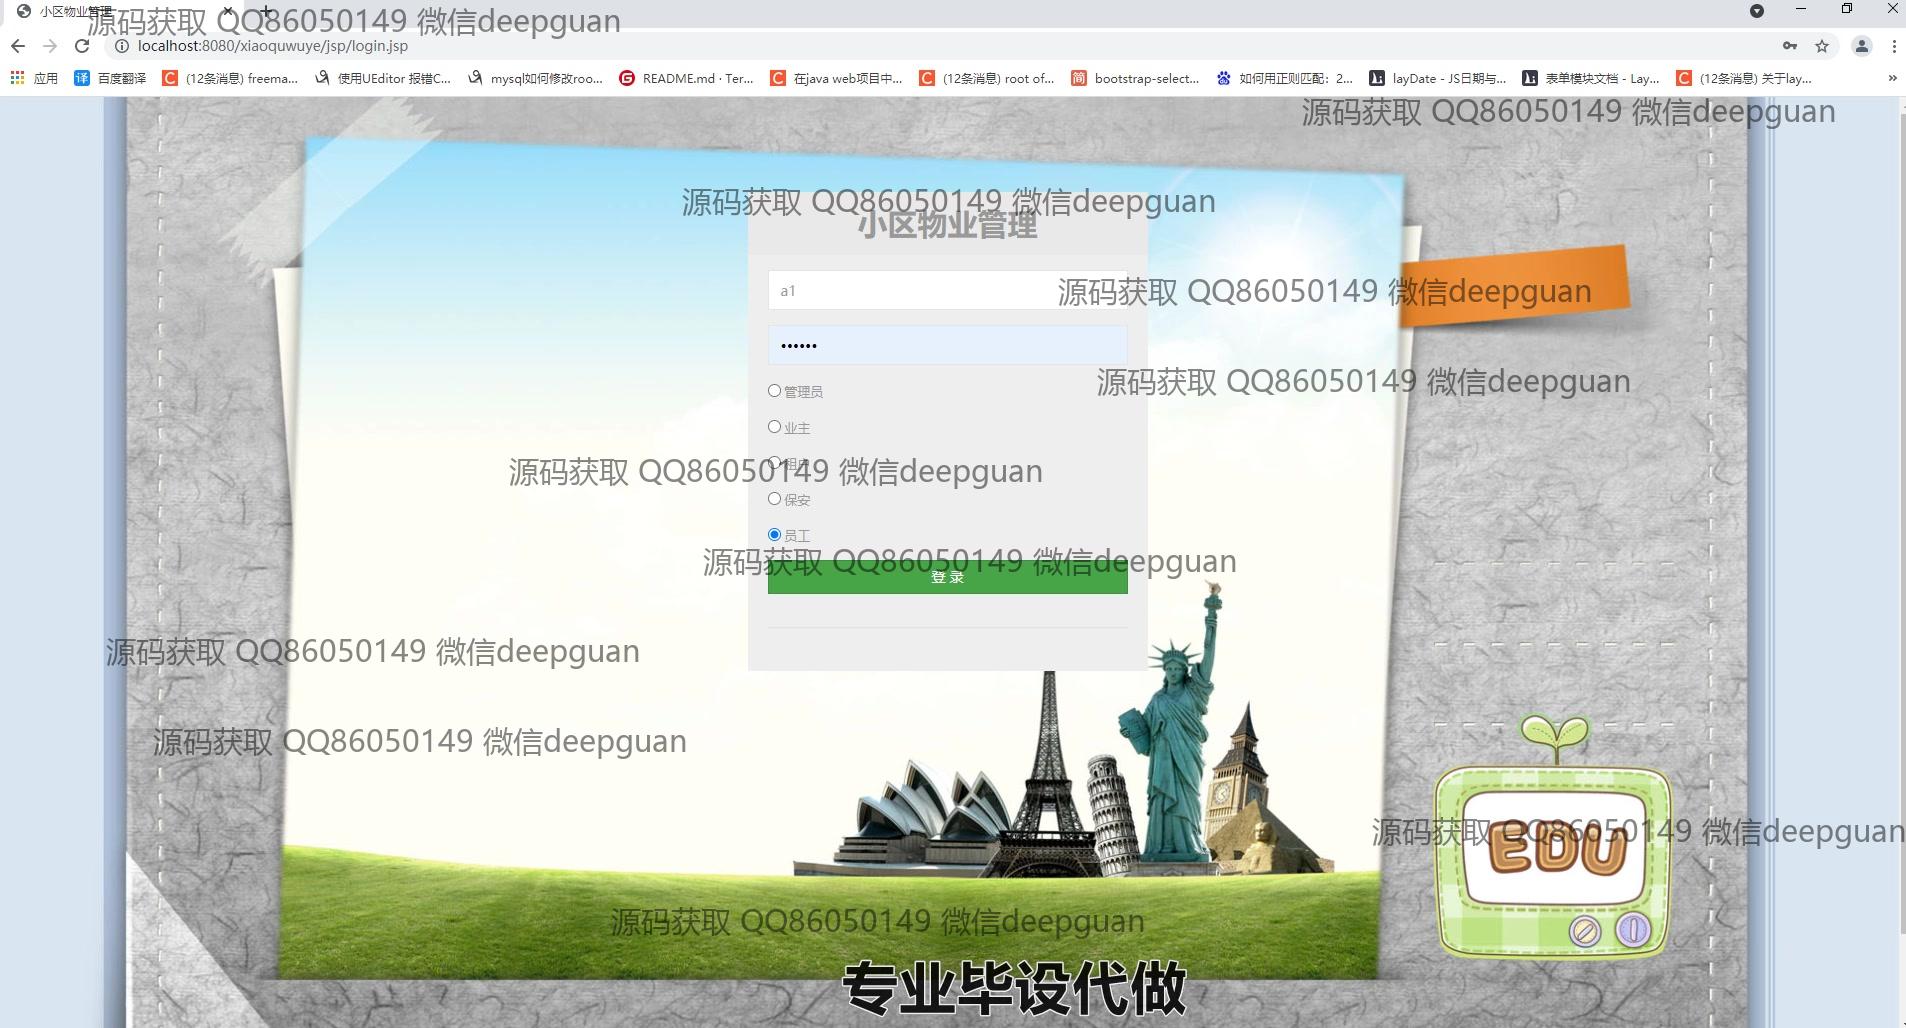 小区物业管理
源码获取 QQ86050149 微信deepguan
localhost:8080/xiaoquwuye/jsp/login.jsp
应用 百度翻译 (12条消息) freema... 使用UEditor 报错C... mysql如何修改roo... README.md · Ter... 在java web项目中... (12条消息) root of... bootstrap-select... 如何用正则匹配：2... layDate - JS日期与... 表单模块文档 - Lay... (12条消息) 关于lay...
源码获取 QQ86050149 微信deepguan
源码获取 QQ86050149 微信deepguan
小区物业管理
a1
源码获取 QQ86050149 微信deepguan
••••••
源码获取 QQ86050149 微信deepguan
管理员
业主
租户
源码获取 QQ86050149 微信deepguan
保安
员工
源码获取 QQ86050149 微信deepguan
登 录
源码获取 QQ86050149 微信deepguan
源码获取 QQ86050149 微信deepguan
源码获取 QQ86050149 微信deepguan
EDU
源码获取 QQ86050149 微信deepguan
专业毕设代做